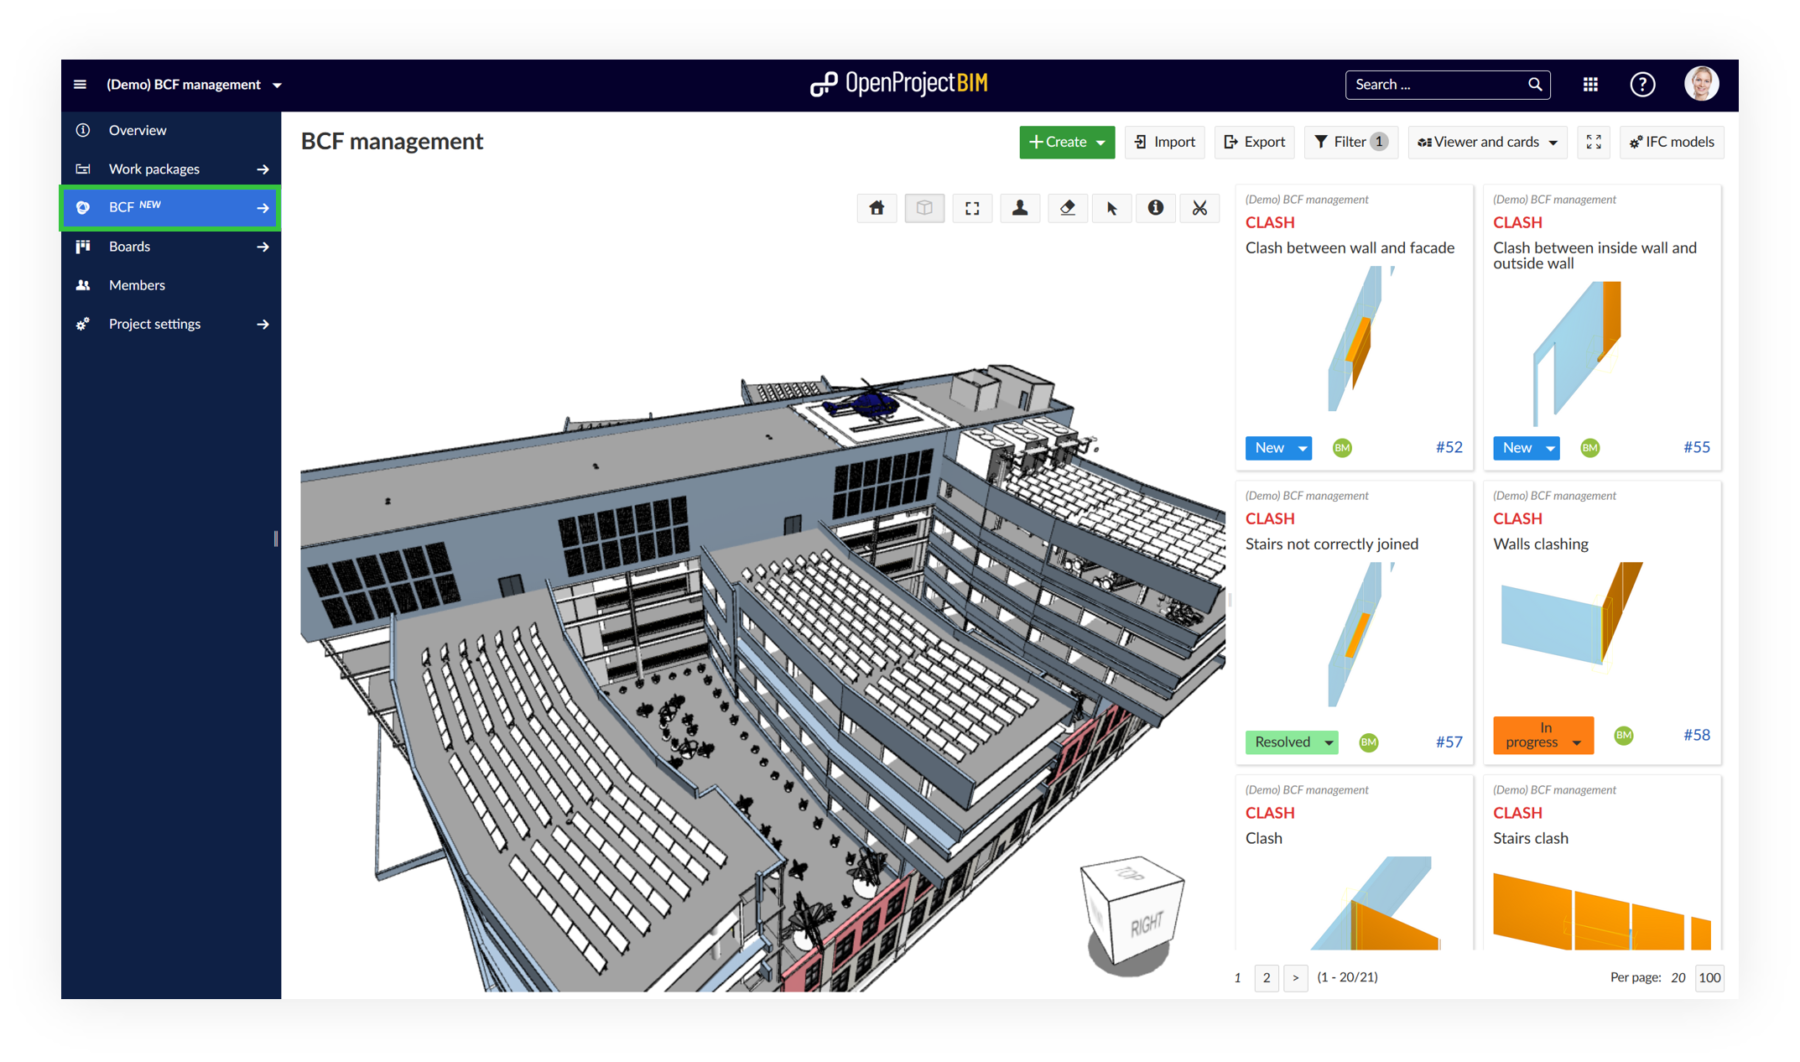 (Demo) BCF management
OpenProjectBIM
Search ...
Overview
Work packages
BCF NEW
Boards
Members
Project settings
BCF management
+Create
Import
Export
Filter 1
Viewer and cards
IFC models
(Demo) BCF management
CLASH
Clash between wall and facade
New
BM
#52
(Demo) BCF management
CLASH
Clash between inside wall and
outside wall
New
BM
#55
(Demo) BCF management
CLASH
Stairs not correctly joined
Resolved
BM
#57
(Demo) BCF management
CLASH
Walls clashing
In
progress
BM
#58
(Demo) BCF management
CLASH
Clash
(Demo) BCF management
CLASH
Stairs clash
TOP
RIGHT
1 2 > (1 - 20/21)
Per page: 20 100